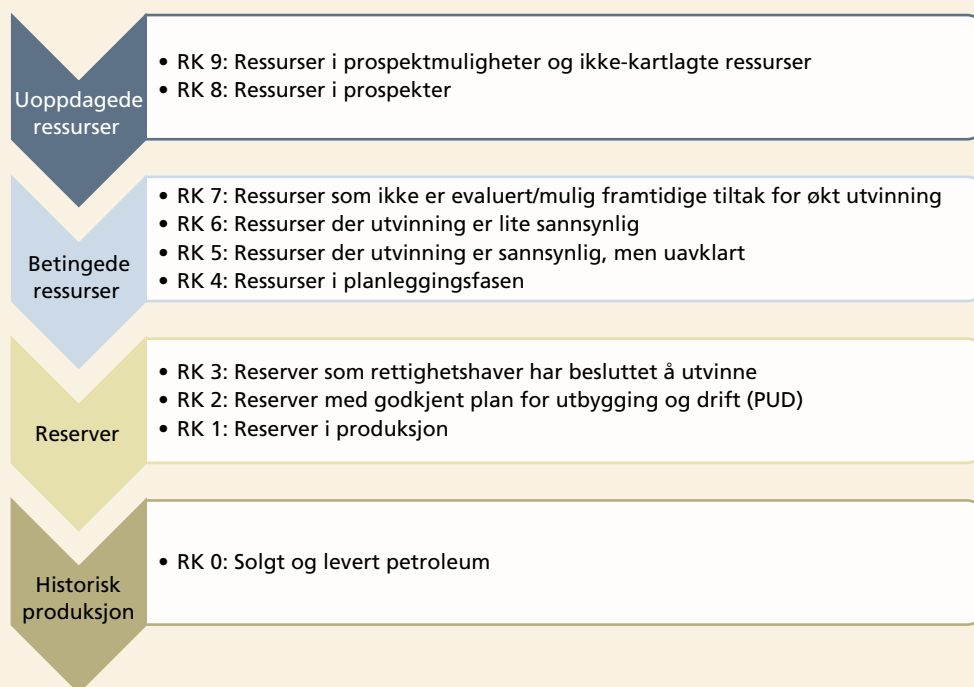 Uoppdagede
ressurser
• RK 9: Ressurser i prospektmuligheter og ikke-kartlagte ressurser
• RK 8: Ressurser i prospekter
Betingede
ressurser
• RK 7: Ressurser som ikke er evaluert/mulig framtidige tiltak for økt utvinning
• RK 6: Ressurser der utvinning er lite sannsynlig
• RK 5: Ressurser der utvinning er sannsynlig, men uavklart
• RK 4: Ressurser i planleggingsfasen
Reserver
• RK 3: Reserver som rettighetshaver har besluttet å utvinne
• RK 2: Reserver med godkjent plan for utbygging og drift (PUD)
• RK 1: Reserver i produksjon
Historisk
produksjon
• RK 0: Solgt og levert petroleum